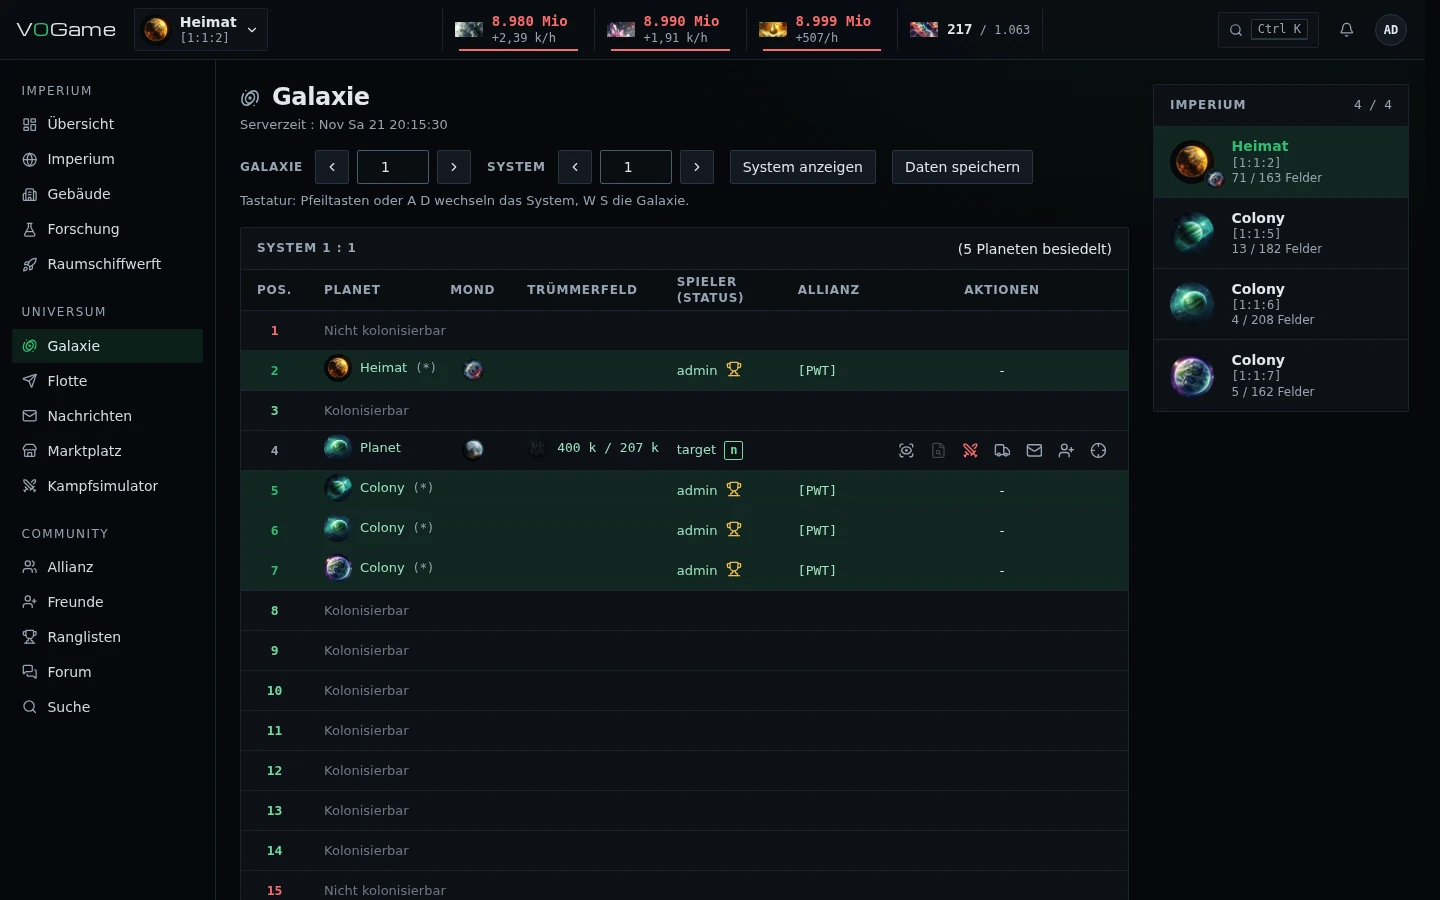 VOGame
Heimat
[1:1:2]
8.980 Mio
+2,39 k/h
8.990 Mio
+1,91 k/h
8.999 Mio
+507/h
217 / 1.063
Ctrl K
AD
IMPERIUM
Übersicht
Imperium
Gebäude
Forschung
Raumschiffwerft
UNIVERSUM
Galaxie
Flotte
Nachrichten
Marktplatz
Kampfsimulator
COMMUNITY
Allianz
Freunde
Ranglisten
Forum
Suche
Galaxie
Serverzeit : Nov Sa 21 20:15:30
GALAXIE 1 SYSTEM 1 System anzeigen Daten speichern
Tastatur: Pfeiltasten oder A D wechseln das System, W S die Galaxie.
SYSTEM 1 : 1 (5 Planeten besiedelt)
POS. PLANET MOND TRÜMMERFELD SPIELER (STATUS) ALLIANZ AKTIONEN
1 Nicht kolonisierbar
2 Heimat (*) admin [PWT] -
3 Kolonisierbar
4 Planet 400 k / 207 k target n
5 Colony (*) admin [PWT] -
6 Colony (*) admin [PWT] -
7 Colony (*) admin [PWT] -
8 Kolonisierbar
9 Kolonisierbar
10 Kolonisierbar
11 Kolonisierbar
12 Kolonisierbar
13 Kolonisierbar
14 Kolonisierbar
15 Nicht kolonisierbar
IMPERIUM 4 / 4
Heimat
[1:1:2]
71 / 163 Felder
Colony
[1:1:5]
13 / 182 Felder
Colony
[1:1:6]
4 / 208 Felder
Colony
[1:1:7]
5 / 162 Felder